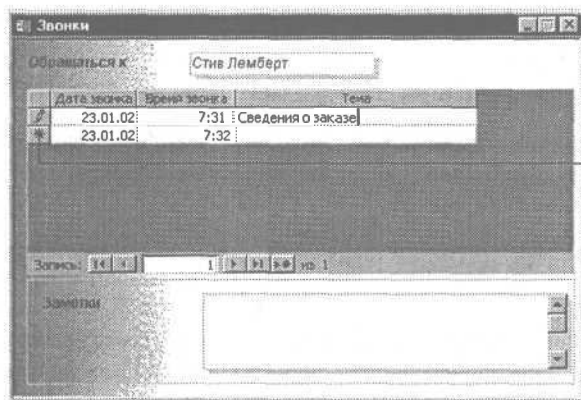 Звонки
Обращаться к Стив Лемберт
Дата звонка Время звонка Тема
23.01.02 7:31 Сведения о заказе
23.01.02 7:32
Запись: 1 из 1
Заметки